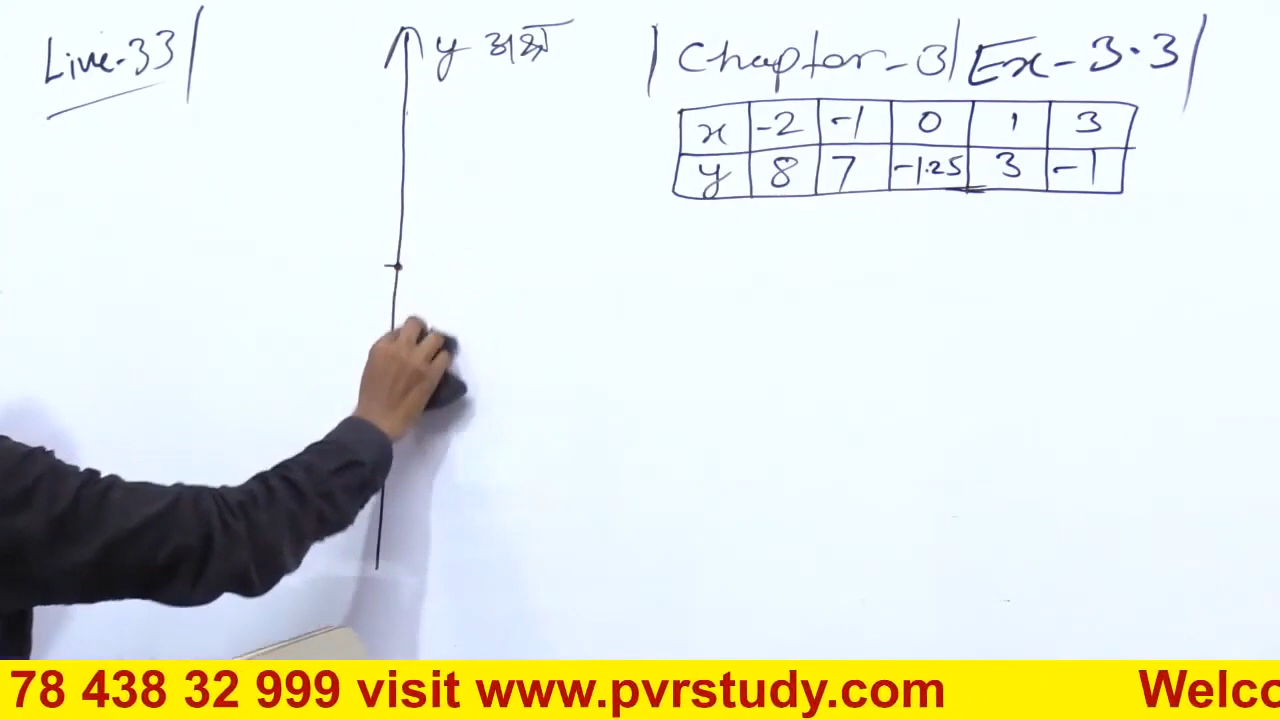 Live-33
y अक्ष
Chapter-3 Ex-3.3
x -2 -1 0 1 3
y 8 7 -1.25 3 -1
78 438 32 999 visit www.pvrstudy.com Welco